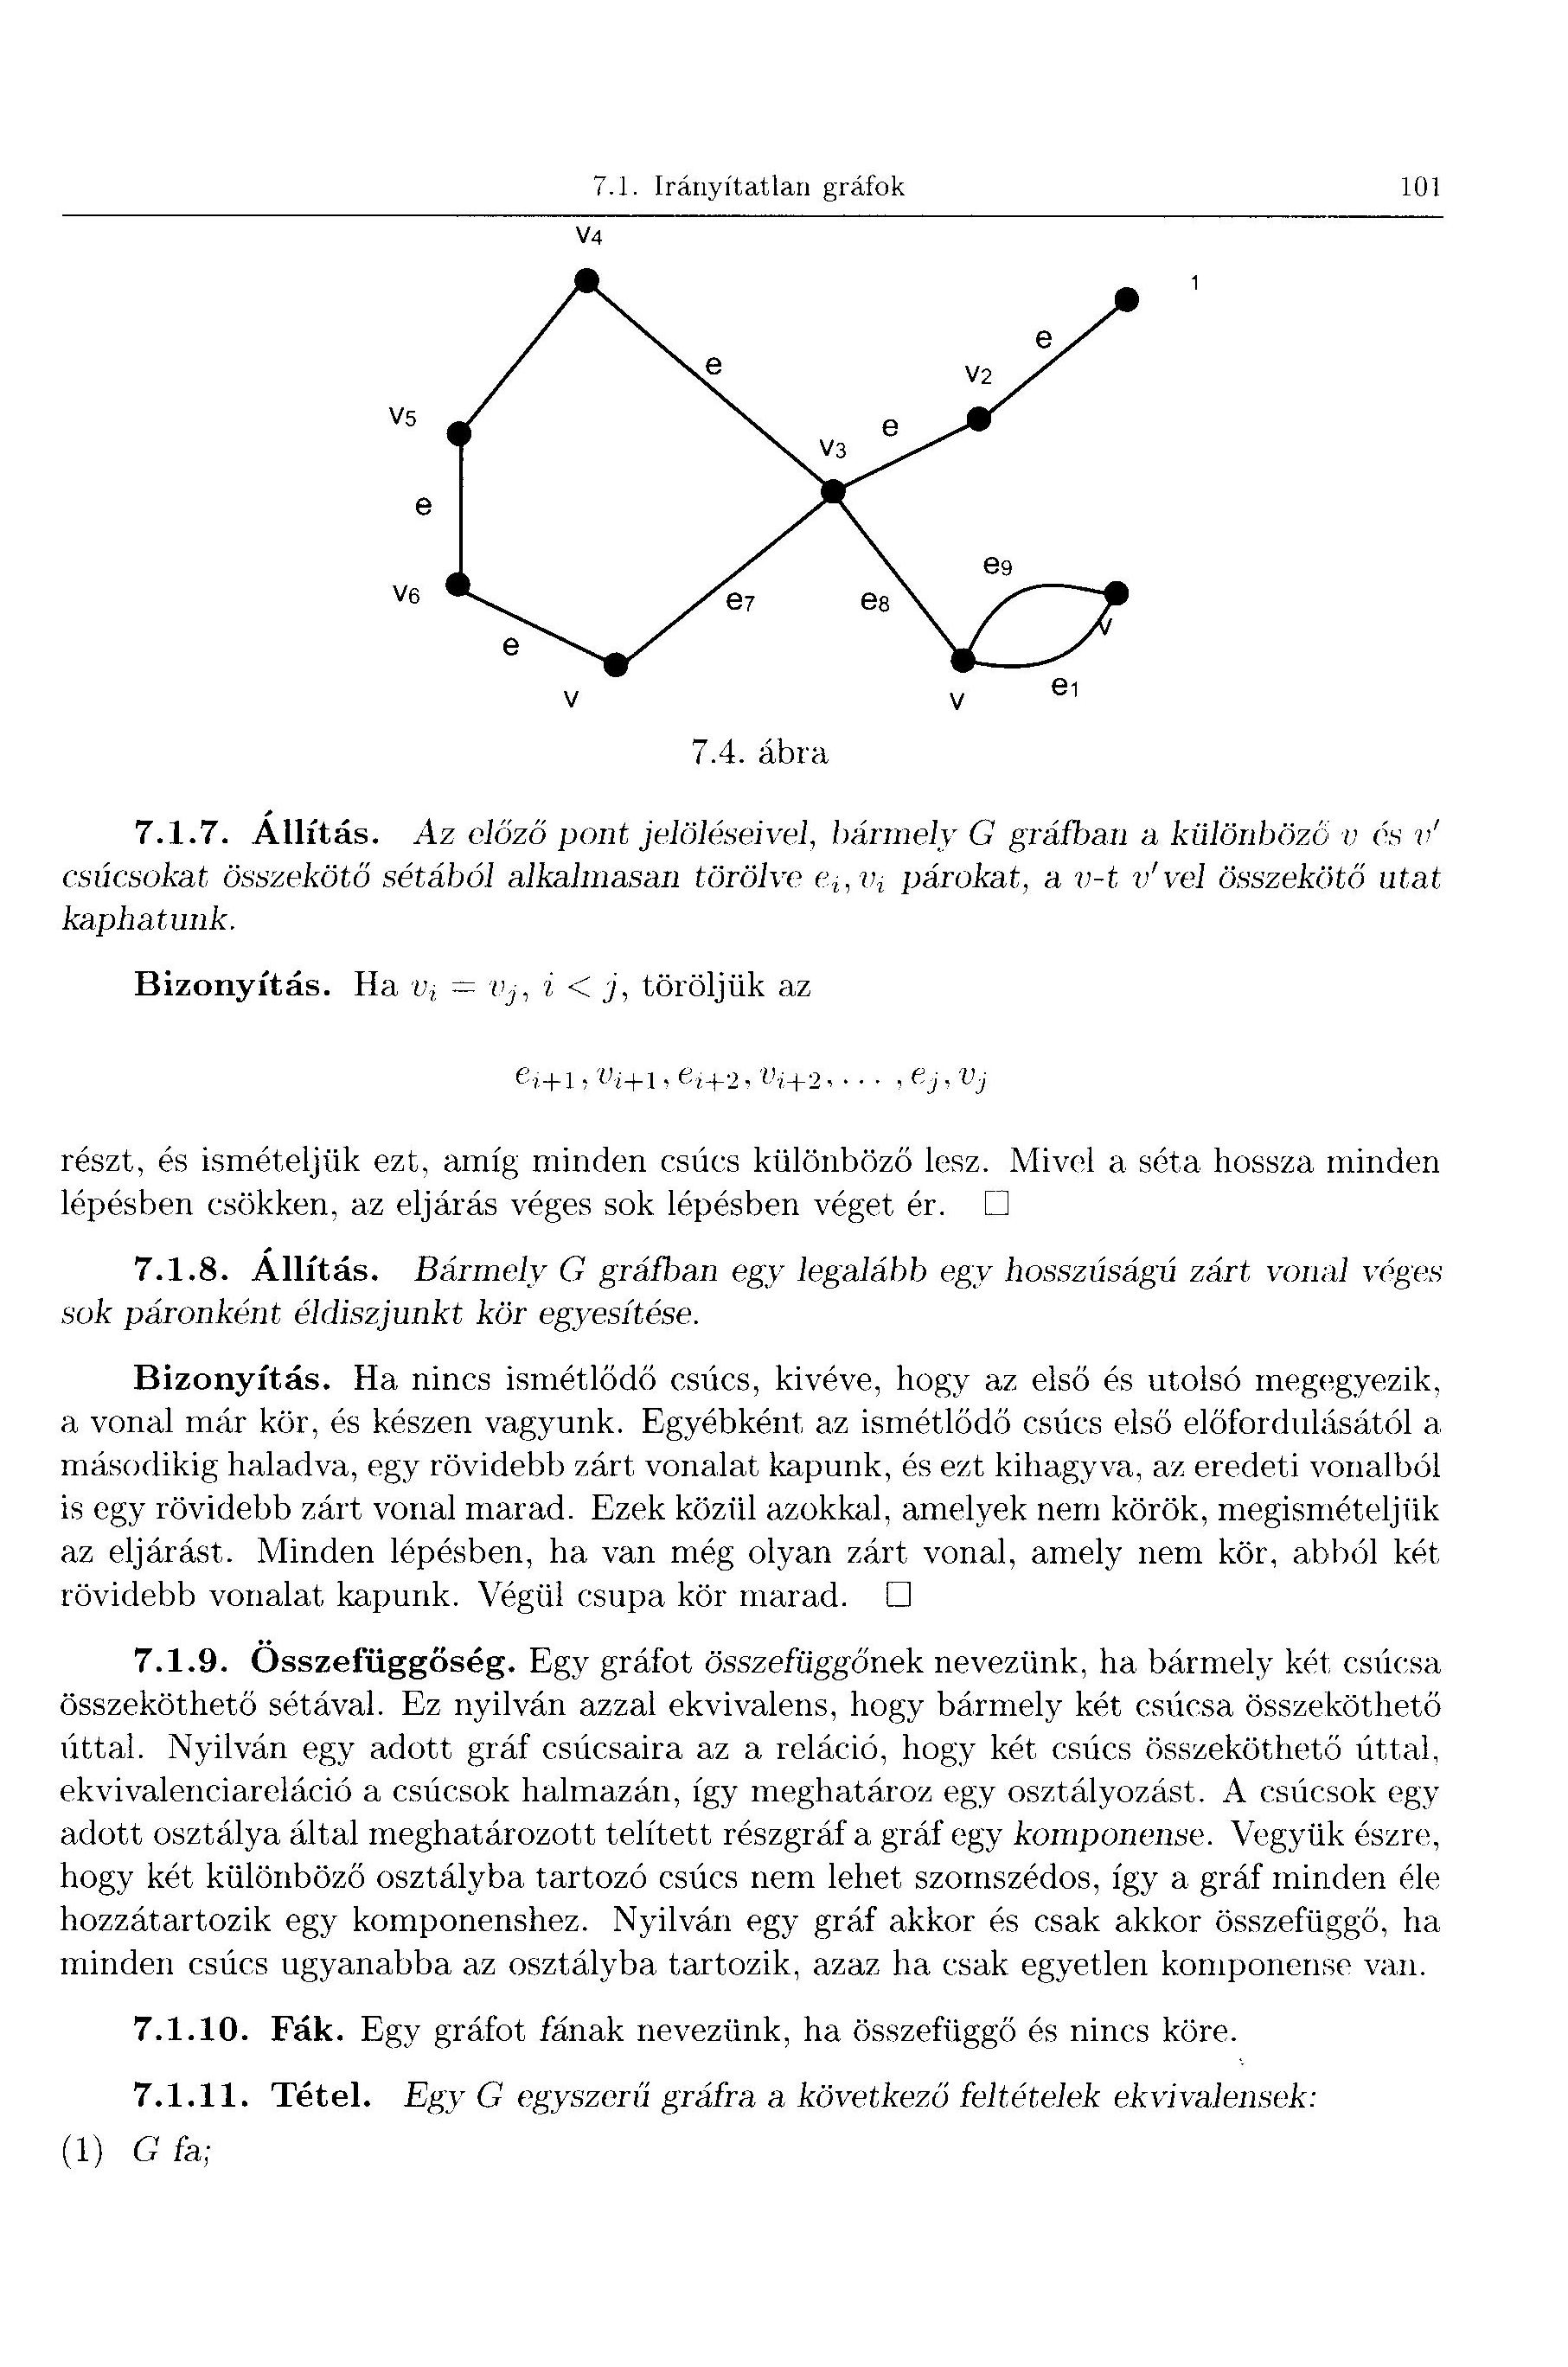 7.1. Irányítatlan gráfok 101
v4
1
e
e
v2
v5
e
v3
e
e9
v6
e7
e8
v
e
e1
v
v
7.4. ábra
7.1.7. Állítás. Az előző pont jelöléseivel, bármely G gráfban a különböző v és v′
csúcsokat összekötő sétából alkalmasan törölve e_i, v_i párokat, a v-t v′vel összekötő utat
kaphatunk.
Bizonyítás. Ha v_i = v_j, i < j, töröljük az
e_{i+1}, v_{i+1}, e_{i+2}, v_{i+2}, ... , e_j, v_j
részt, és ismételjük ezt, amíg minden csúcs különböző lesz. Mivel a séta hossza minden
lépésben csökken, az eljárás véges sok lépésben véget ér. □
7.1.8. Állítás. Bármely G gráfban egy legalább egy hosszúságú zárt vonal véges
sok páronként éldiszjunkt kör egyesítése.
Bizonyítás. Ha nincs ismétlődő csúcs, kivéve, hogy az első és utolsó megegyezik,
a vonal már kör, és készen vagyunk. Egyébként az ismétlődő csúcs első előfordulásától a
másodikig haladva, egy rövidebb zárt vonalat kapunk, és ezt kihagyva, az eredeti vonalból
is egy rövidebb zárt vonal marad. Ezek közül azokkal, amelyek nem körök, megismételjük
az eljárást. Minden lépésben, ha van még olyan zárt vonal, amely nem kör, abból két
rövidebb vonalat kapunk. Végül csupa kör marad. □
7.1.9. Összefüggőség. Egy gráfot összefüggőnek nevezünk, ha bármely két csúcsa
összeköthető sétával. Ez nyilván azzal ekvivalens, hogy bármely két csúcsa összeköthető
úttal. Nyilván egy adott gráf csúcsaira az a reláció, hogy két csúcs összeköthető úttal,
ekvivalenciareláció a csúcsok halmazán, így meghatároz egy osztályozást. A csúcsok egy
adott osztálya által meghatározott telített részgráf a gráf egy komponense. Vegyük észre,
hogy két különböző osztályba tartozó csúcs nem lehet szomszédos, így a gráf minden éle
hozzátartozik egy komponenshez. Nyilván egy gráf akkor és csak akkor összefüggő, ha
minden csúcs ugyanabba az osztályba tartozik, azaz ha csak egyetlen komponense van.
7.1.10. Fák. Egy gráfot fának nevezünk, ha összefüggő és nincs köre.
7.1.11. Tétel. Egy G egyszerű gráfra a következő feltételek ekvivalensek:
(1) G fa;